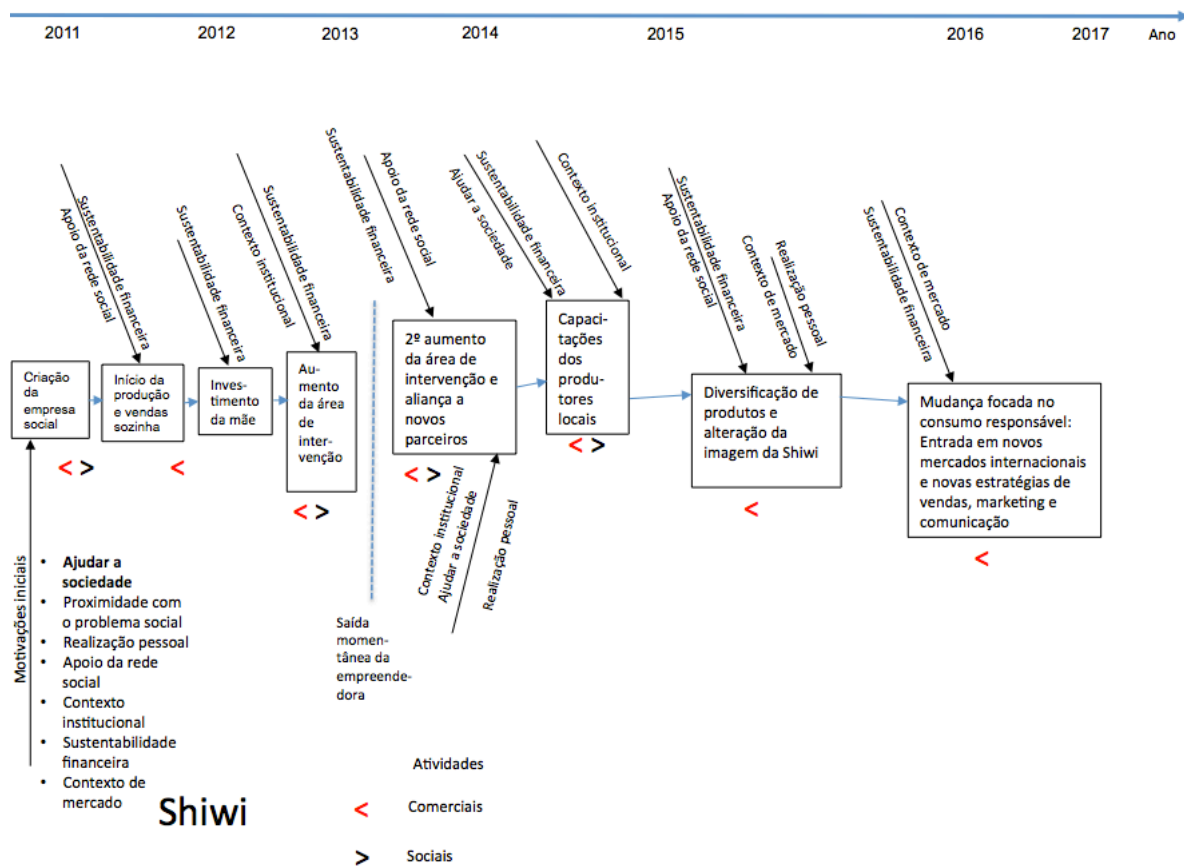 2011 2012 2013 2014 2015 2016 2017 Ano
Sustentabilidade financeira
Apoio da rede social
Sustentabilidade financeira
Sustentabilidade financeira
Contexto institucional
Sustentabilidade financeira
Apoio da rede social
Sustentabilidade financeira
Ajudar a sociedade
Contexto institucional
Sustentabilidade financeira
Apoio da rede social
Realização pessoal
Contexto de mercado
Contexto de mercado
Sustentabilidade financeira
Criação
da
empresa
social
Início da
produção
e vendas
sozinha
Inves-
timento
da mãe
Au-
mento
da área
de
inter-
venção
2º aumento
da área de
intervenção e
aliança a
novos
parceiros
Capaci-
tações
dos
produ-
tores
locais
Diversificação de
produtos e
alteração da
imagem da Shiwi
Mudança focada no
consumo responsável:
Entrada em novos
mercados internacionais
e novas estratégias de
vendas, marketing e
comunicação
< >
<
< >
< >
< >
<
<
Contexto institucional
Ajudar a sociedade
Realização pessoal
Saída
momen-
tânea da
empreende-
dora
Motivações iniciais
• Ajudar a
sociedade
• Proximidade com
o problema social
• Realização pessoal
• Apoio da rede
social
• Contexto
institucional
• Sustentabilidade
financeira
• Contexto de
mercado
Shiwi
Atividades
< Comerciais
> Sociais